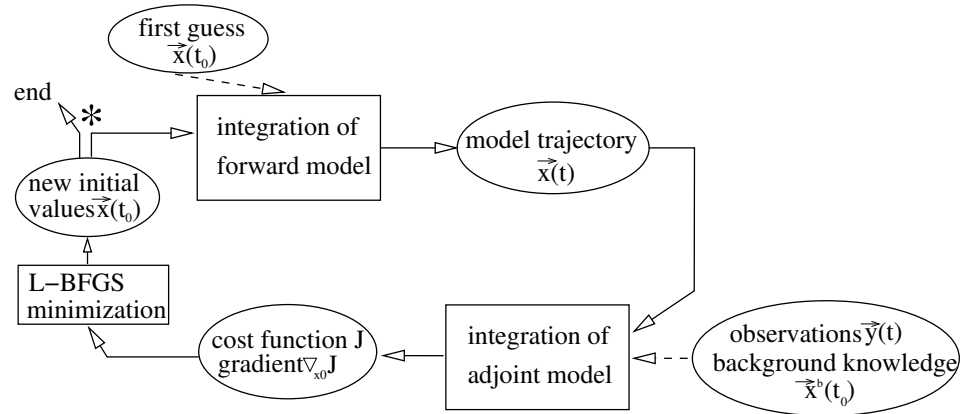 first guess
x⃗(t₀)
end
*
integration of
forward model
model trajectory
x⃗(t)
new initial
values x⃗(t₀)
L−BFGS
minimization
cost function J
gradient ∇ₓ₀J
integration of
adjoint model
observations y⃗(t)
background knowledge
x⃗ᵇ(t₀)